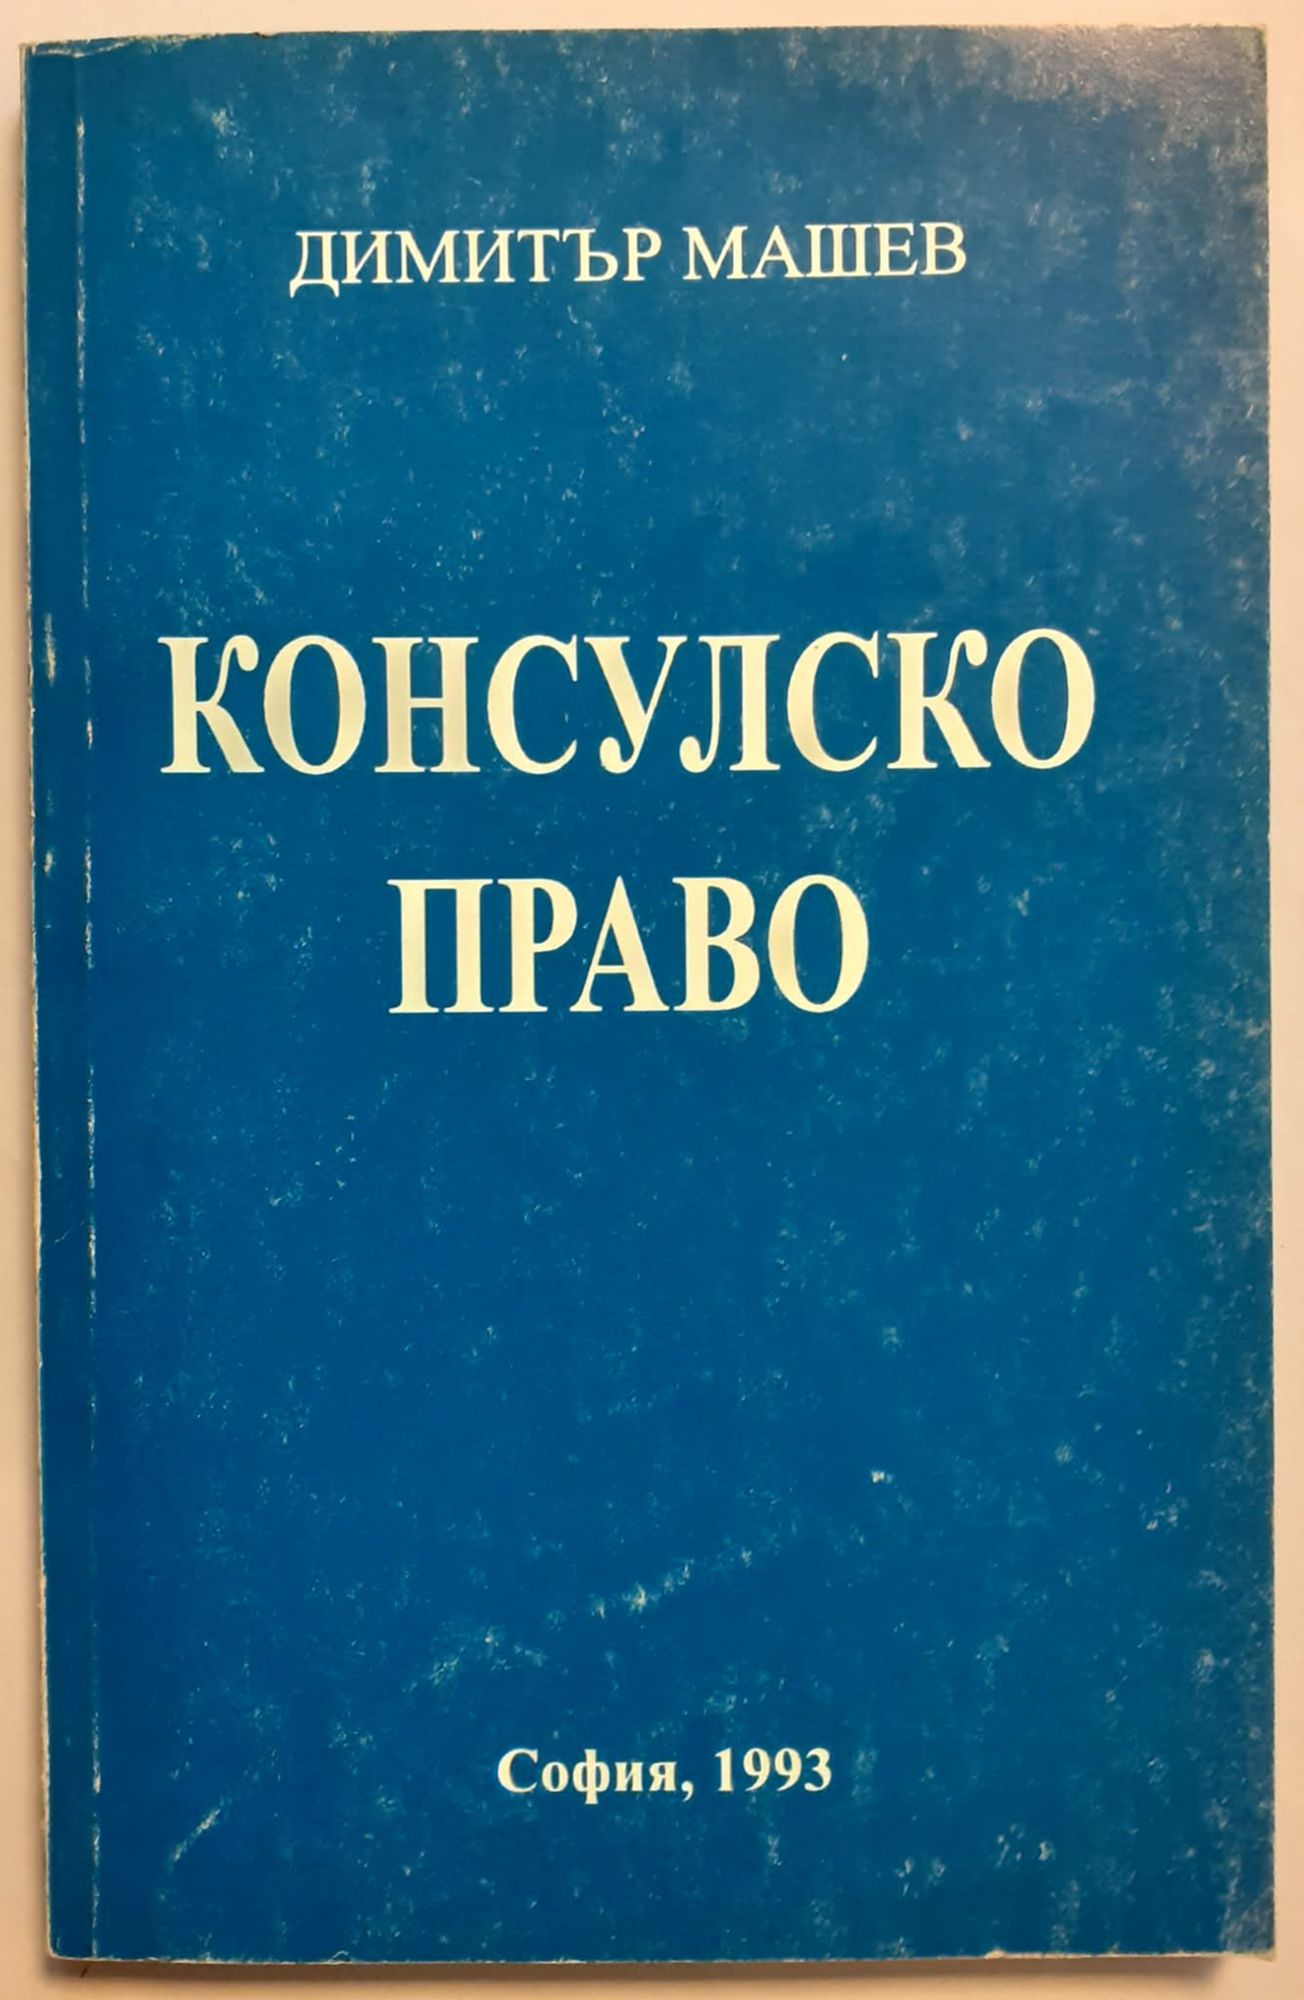 ДИМИТЪР МАШЕВ
КОНСУЛСКО
ПРАВО
София, 1993